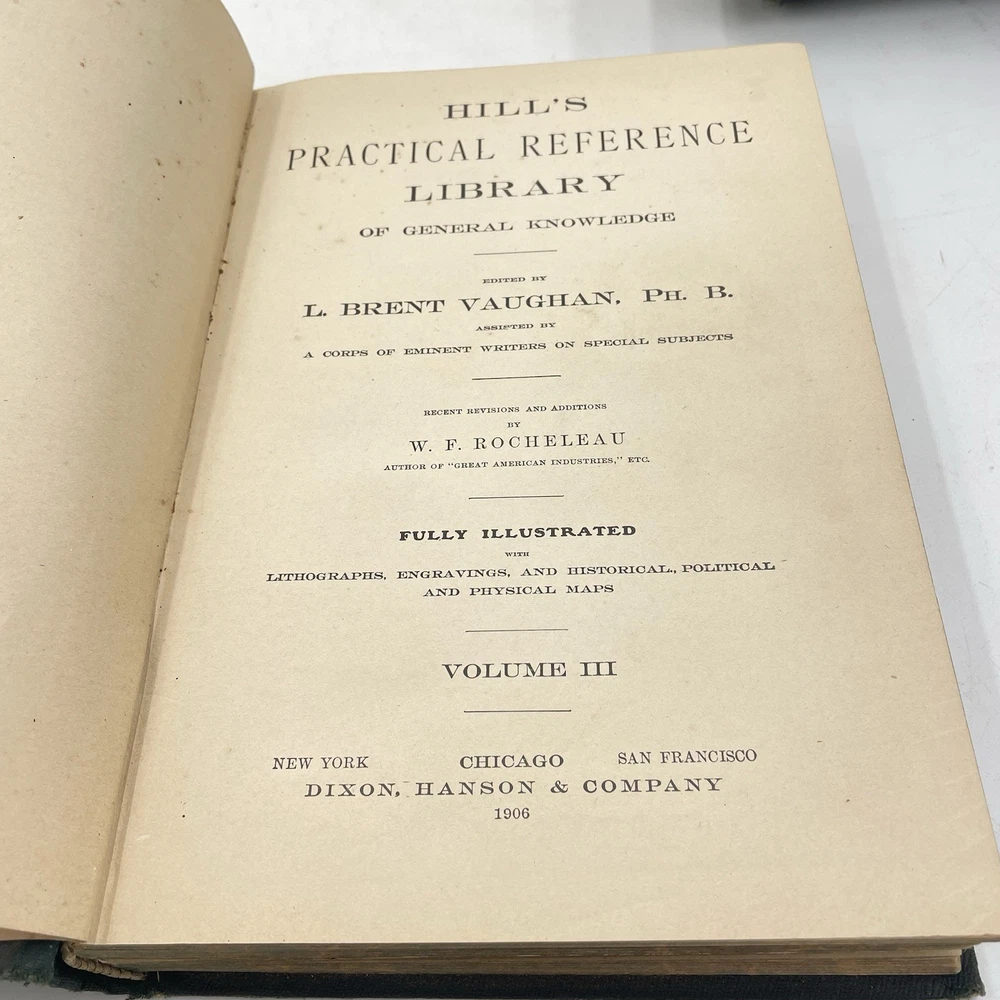 HILL'S
PRACTICAL REFERENCE
LIBRARY
OF GENERAL KNOWLEDGE
EDITED BY
L. BRENT VAUGHAN, PH. B.
ASSISTED BY
A CORPS OF EMINENT WRITERS ON SPECIAL SUBJECTS
RECENT REVISIONS AND ADDITIONS
BY
W. F. ROCHELEAU
AUTHOR OF "GREAT AMERICAN INDUSTRIES," ETC.
FULLY ILLUSTRATED
WITH
LITHOGRAPHS, ENGRAVINGS, AND HISTORICAL, POLITICAL
AND PHYSICAL MAPS
VOLUME III
NEW YORK CHICAGO SAN FRANCISCO
DIXON, HANSON & COMPANY
1906